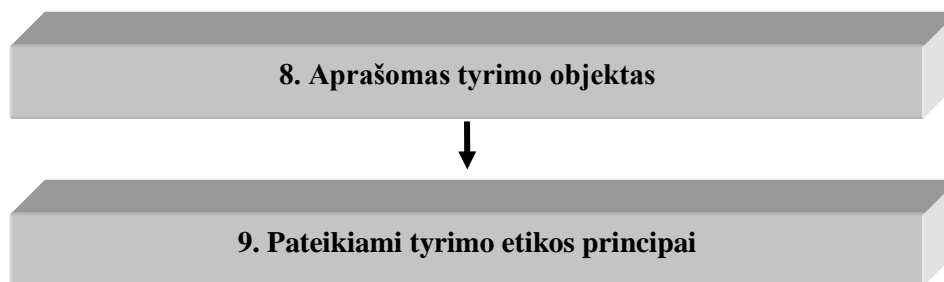 8. Aprašomas tyrimo objektas
9. Pateikiami tyrimo etikos principai